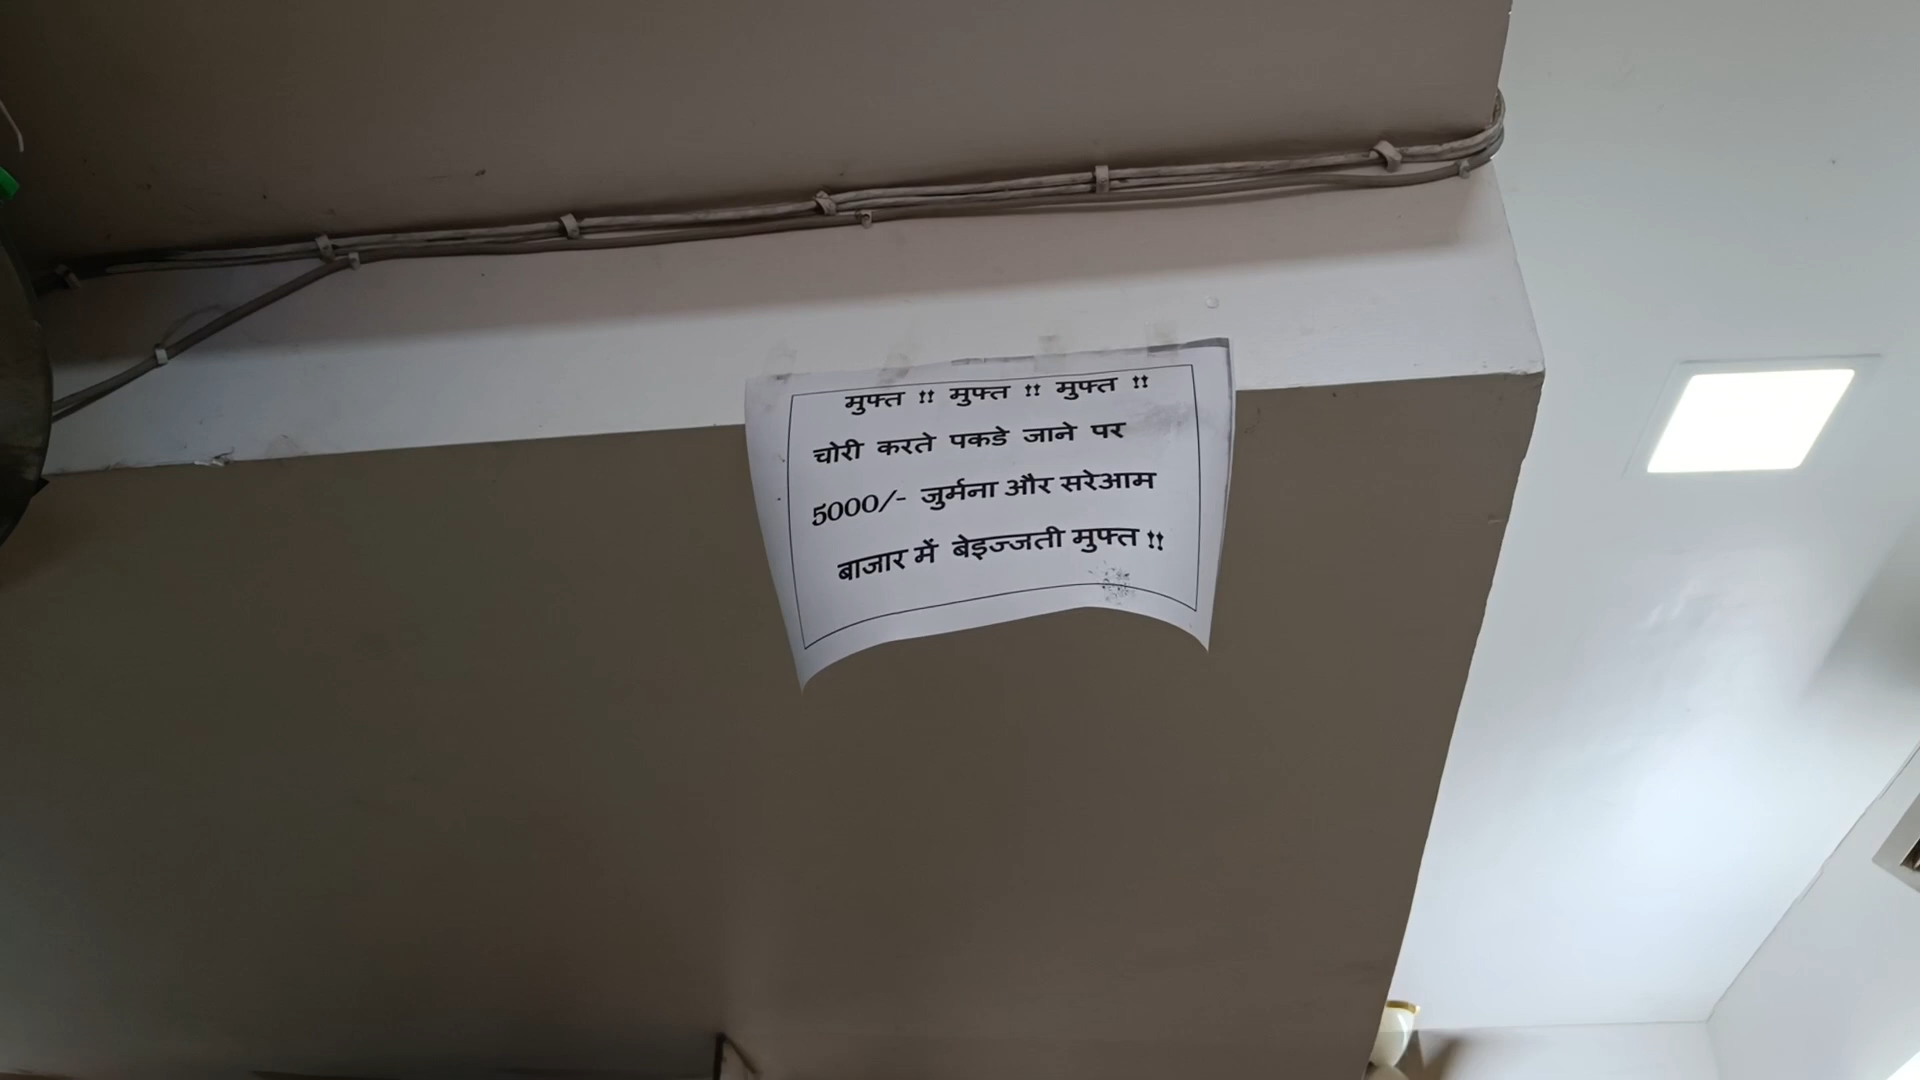 मुफ्त !! मुफ्त !! मुफ्त !!
चोरी करते पकडे जाने पर
5000/- जुर्मना और सरेआम
बाजार में बेइज्जती मुफ्त !!